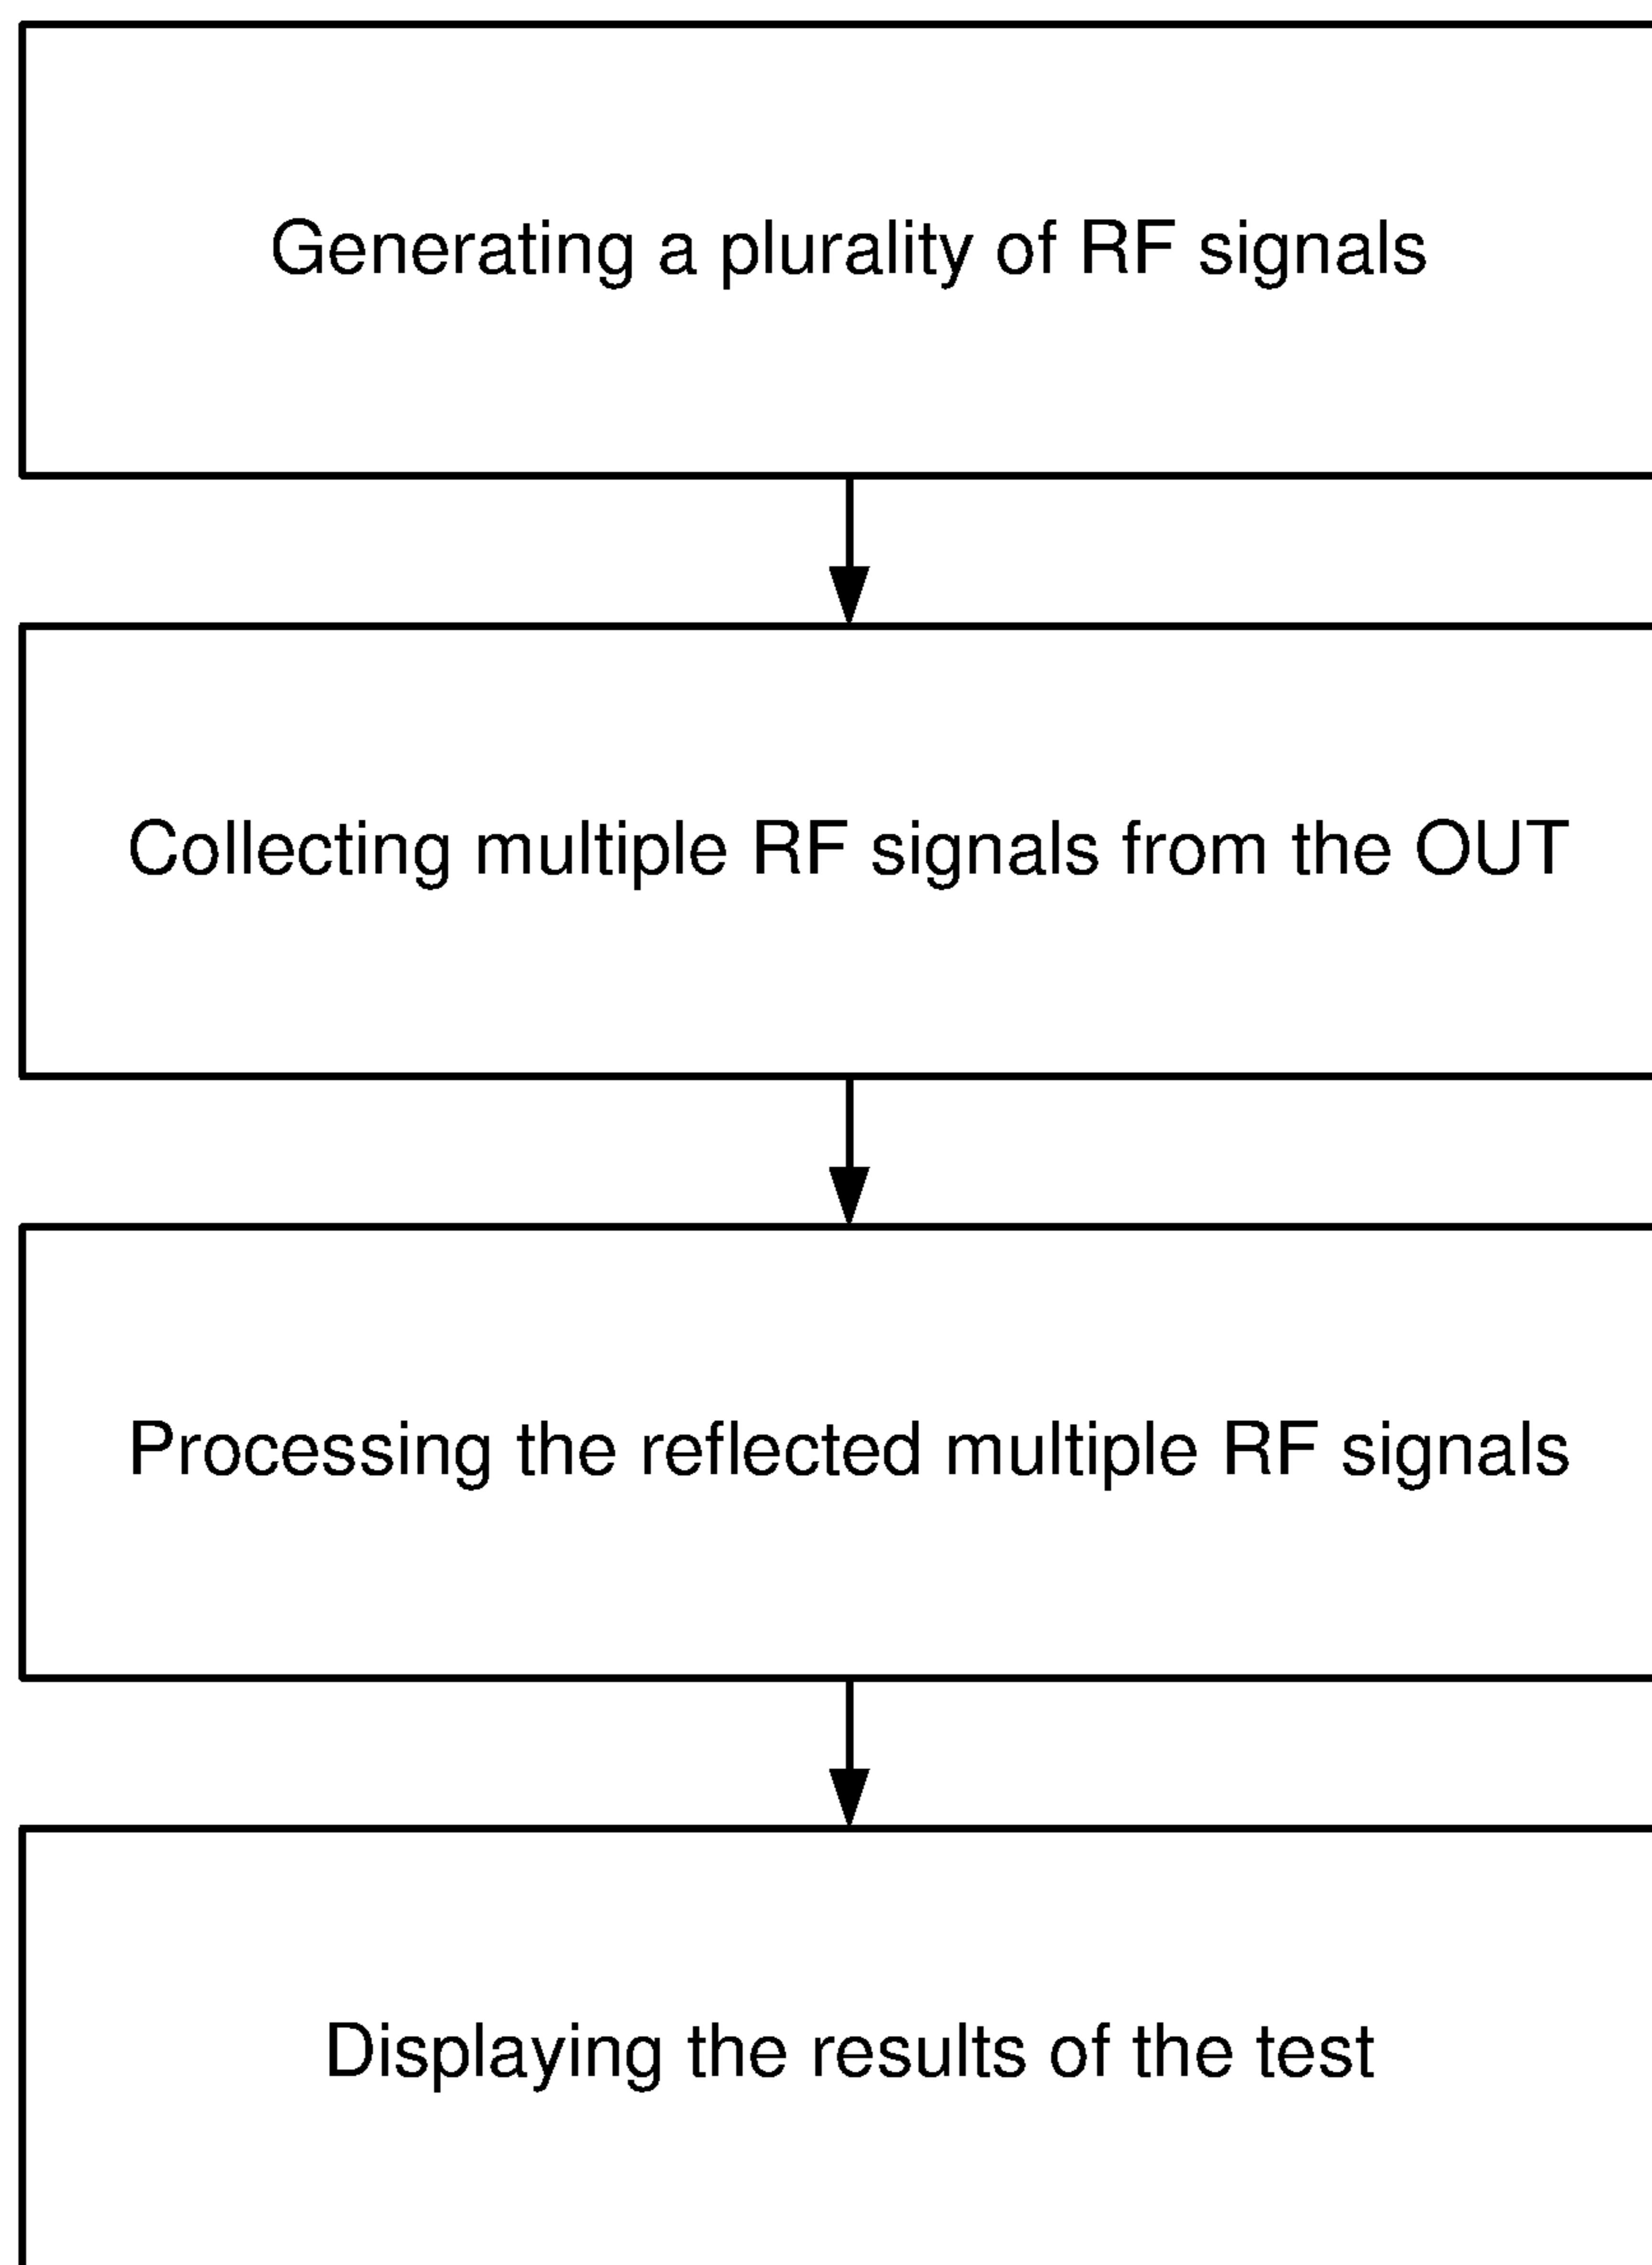 Generating a plurality of RF signals
Collecting multiple RF signals from the OUT
Processing the reflected multiple RF signals
Displaying the results of the test